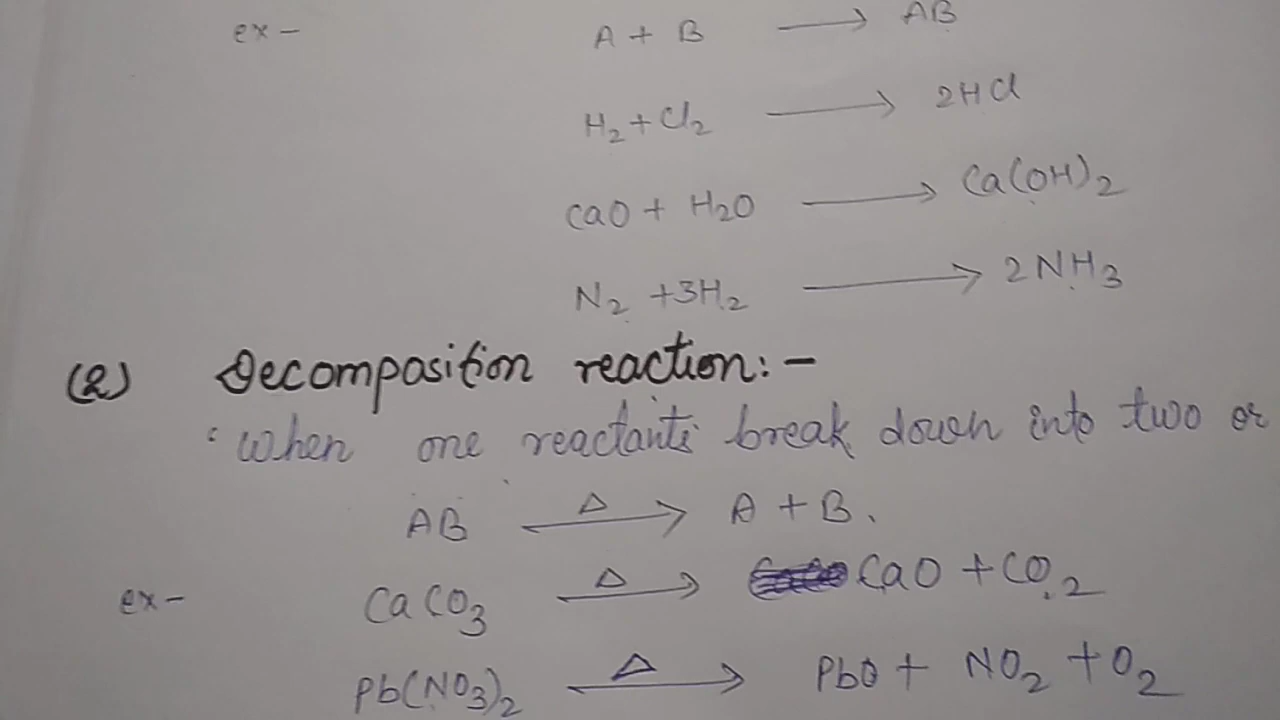 ex - A + B ⟶ AB
H₂ + Cl₂ ⟶ 2HCl
CaO + H₂O ⟶ Ca(OH)₂
N₂ + 3H₂ ⟶ 2NH₃
(2) Decomposition reaction: -
when one reactants break down into two or
AB Δ⟶ A + B.
ex - CaCO₃ Δ⟶ CaO + CO₂
Pb(NO₃)₂ Δ⟶ PbO + NO₂ + O₂